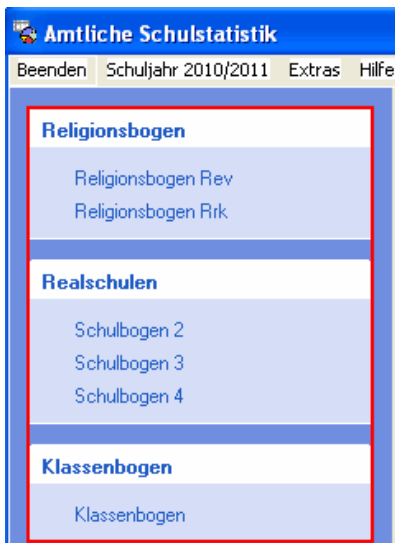 Amtliche Schulstatistik
Beenden Schuljahr 2010/2011 Extras Hilfe
Religionsbogen
Religionsbogen Rev
Religionsbogen Rrk
Realschulen
Schulbogen 2
Schulbogen 3
Schulbogen 4
Klassenbogen
Klassenbogen